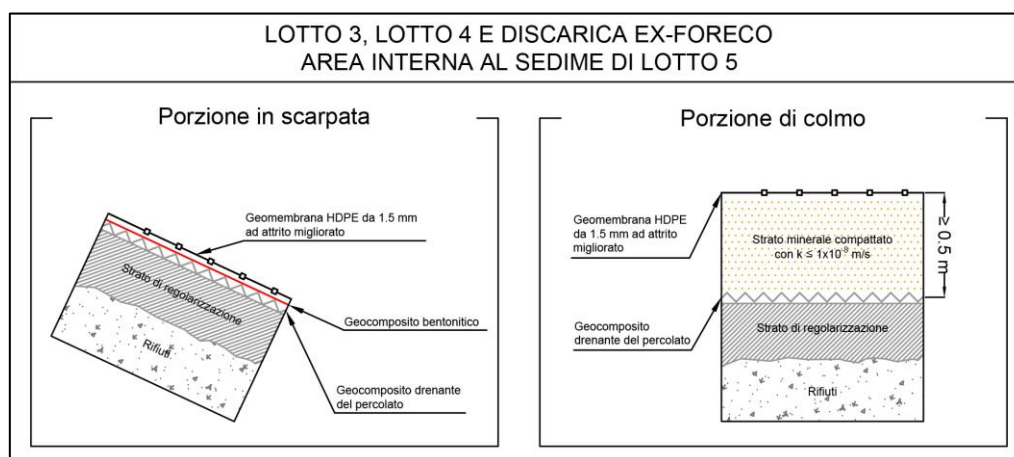 LOTTO 3, LOTTO 4 E DISCARICA EX-FORECO
AREA INTERNA AL SEDIME DI LOTTO 5
Porzione in scarpata
Geomembrana HDPE da 1.5 mm
ad attrito migliorato
Strato di regolarizzazione
Rifiuti
Geocomposito bentonitico
Geocomposito drenante
del percolato
Porzione di colmo
Geomembrana HDPE
da 1.5 mm ad attrito
migliorato
Strato minerale compattato
con k ≤ 1x10⁻⁹ m/s
≥ 0.5 m
Geocomposito
drenante del percolato
Strato di regolarizzazione
Rifiuti